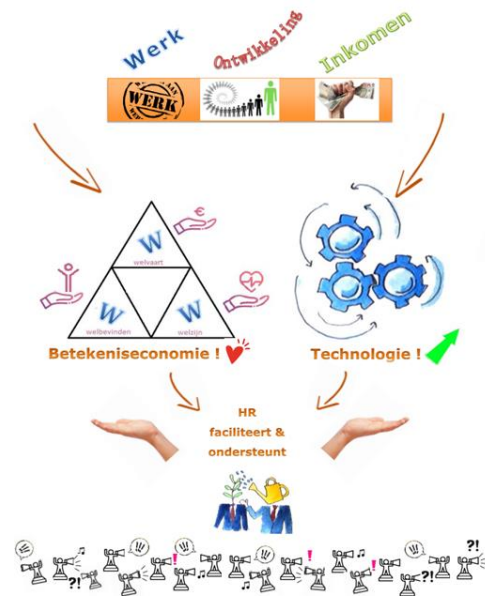 Werk
Ontwikkeling
Inkomen
WERK
€
W
welvaart
W
welbevinden
W
welzijn
Betekeniseconomie !
Technologie !
HR
faciliteert &
ondersteunt
!
!
!
?!
?!
?!